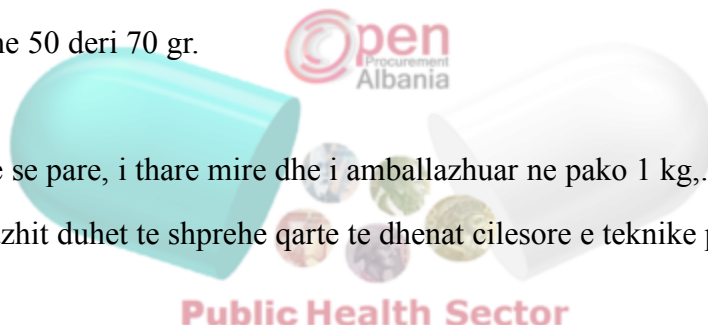 ne 50 deri 70 gr.
Open
Procurement
Albania
e se pare, i thare mire dhe i amballazhuar ne pako 1 kg,.
azhit duhet te shprehe qarte te dhenat cilesore e teknike p
Public Health Sector